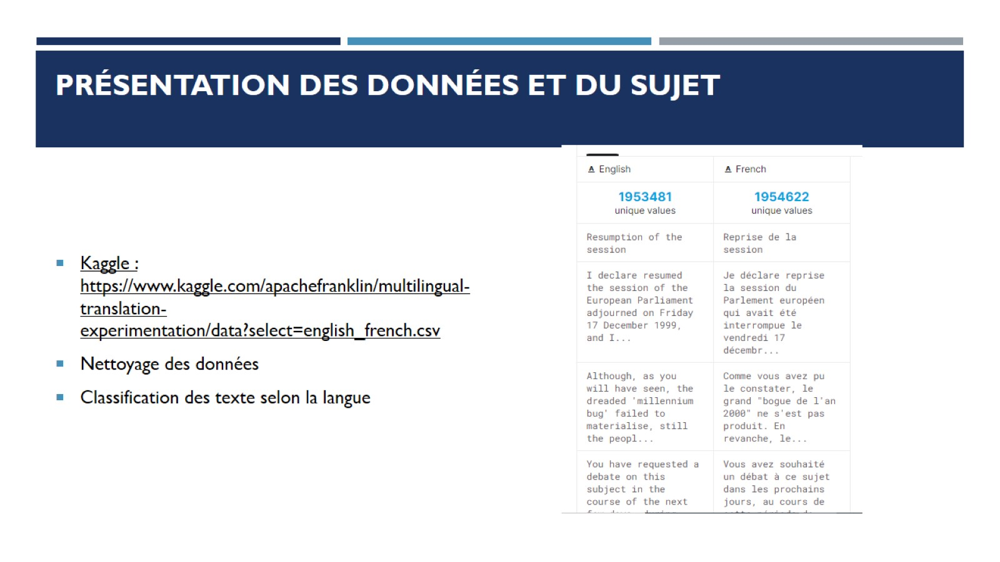 PRÉSENTATION DES DONNÉES ET DU SUJET
Kaggle :
https://www.kaggle.com/apachefranklin/multilingual-
translation-
experimentation/data?select=english_french.csv
Nettoyage des données
Classification des texte selon la langue
English
1953481
unique values
Resumption of the
session
I declare resumed
the session of the
European Parliament
adjourned on Friday
17 December 1999,
and I...
Although, as you
will have seen, the
dreaded 'millennium
bug' failed to
materialise, still
the peopl...
You have requested a
debate on this
subject in the
course of the next
French
1954622
unique values
Reprise de la
session
Je déclare reprise
la session du
Parlement européen
qui avait été
interrompue le
vendredi 17
décembr...
Comme vous avez pu
le constater, le
grand "bogue de l'an
2000" ne s'est pas
produit. En
revanche, le...
Vous avez souhaité
un débat à ce sujet
dans les prochains
jours, au cours de